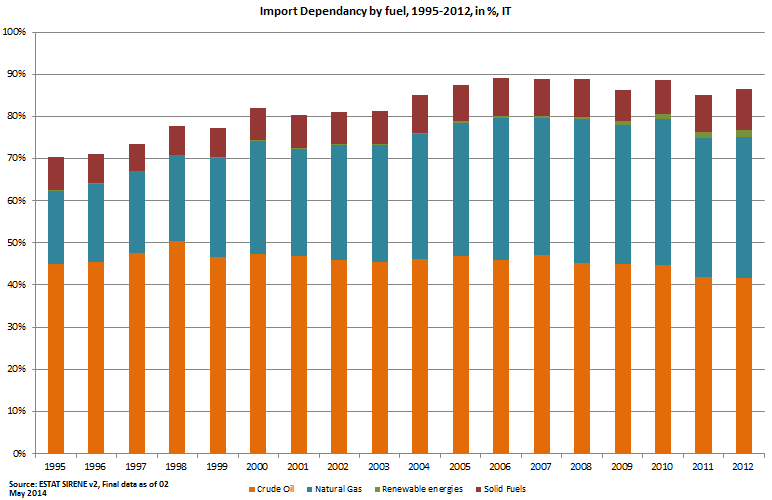 Import Dependancy by fuel, 1995-2012, in %, IT
100%
90%
80%
70%
60%
50%
40%
30%
20%
10%
0%
1995 1996 1997 1998 1999 2000 2001 2002 2003 2004 2005 2006 2007 2008 2009 2010 2011 2012
Source: ESTAT SIRENE v2, Final data as of 02
May 2014
Crude Oil Natural Gas Renewable energies Solid Fuels